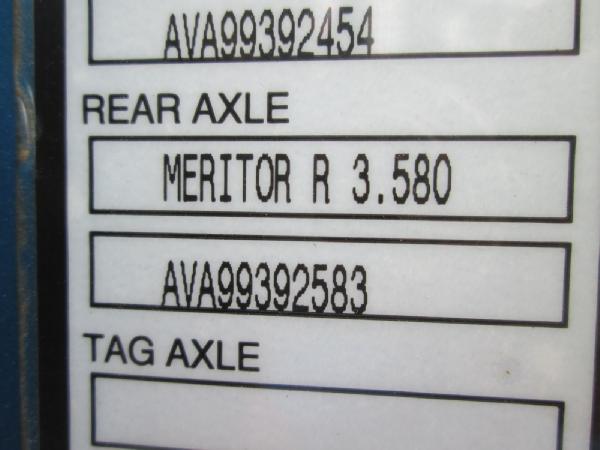 AVA99392454
REAR AXLE
MERITOR R 3.580
AVA99392583
TAG AXLE